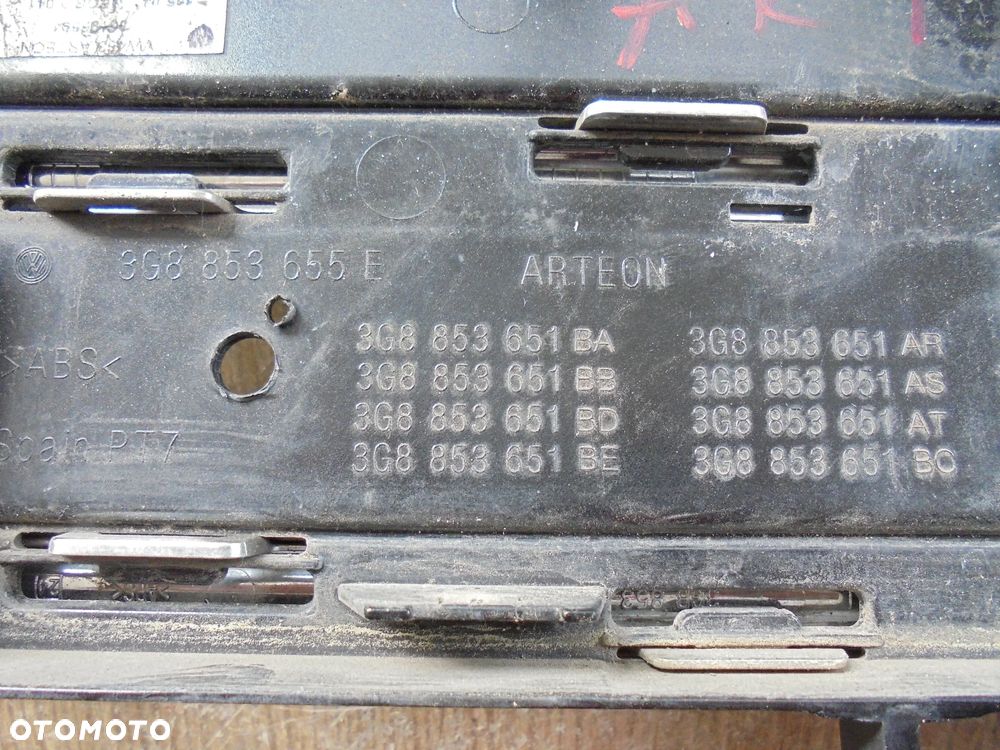 3G8 853 655 E
ARTEON
>ABS<
Spain PT7
3G8 853 651 BA
3G8 853 651 BB
3G8 853 651 BD
3G8 853 651 BE
3G8 853 651 AR
3G8 853 651 AS
3G8 853 651 AT
3G8 853 651 BC
OTOMOTO